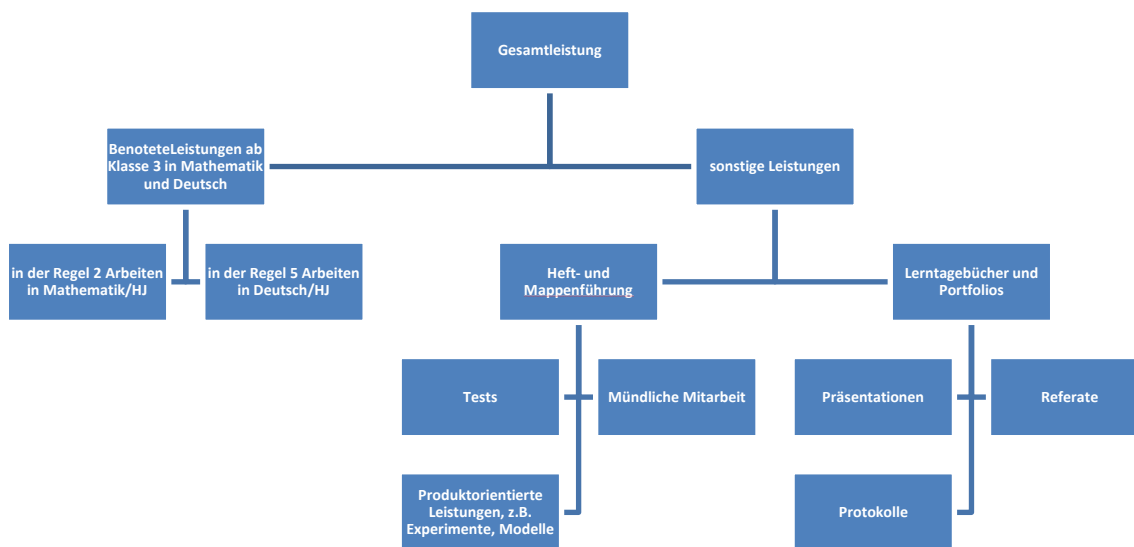 Gesamtleistung
BenoteteLeistungen ab
Klasse 3 in Mathematik
und Deutsch
sonstige Leistungen
in der Regel 2 Arbeiten
in Mathematik/HJ
in der Regel 5 Arbeiten
in Deutsch/HJ
Heft- und
Mappenführung
Lerntagebücher und
Portfolios
Tests
Mündliche Mitarbeit
Präsentationen
Referate
Produktorientierte
Leistungen, z.B.
Experimente, Modelle
Protokolle